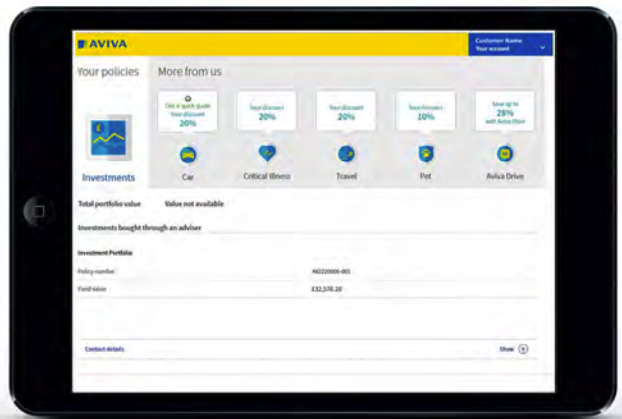 AVIVA
Customer Name
Your account
Your policies
More from us
Get a quick quote
Your discount
20%
Your discount
20%
Your discount
20%
Your discount
10%
Save up to
28%
with Aviva Drive
Investments
Car
Critical Illness
Travel
Pet
Aviva Drive
Total portfolio value Value not available
Investments bought through an adviser
Investment Portfolio
Policy number
Fund value £32,576.20
Contact details
Show